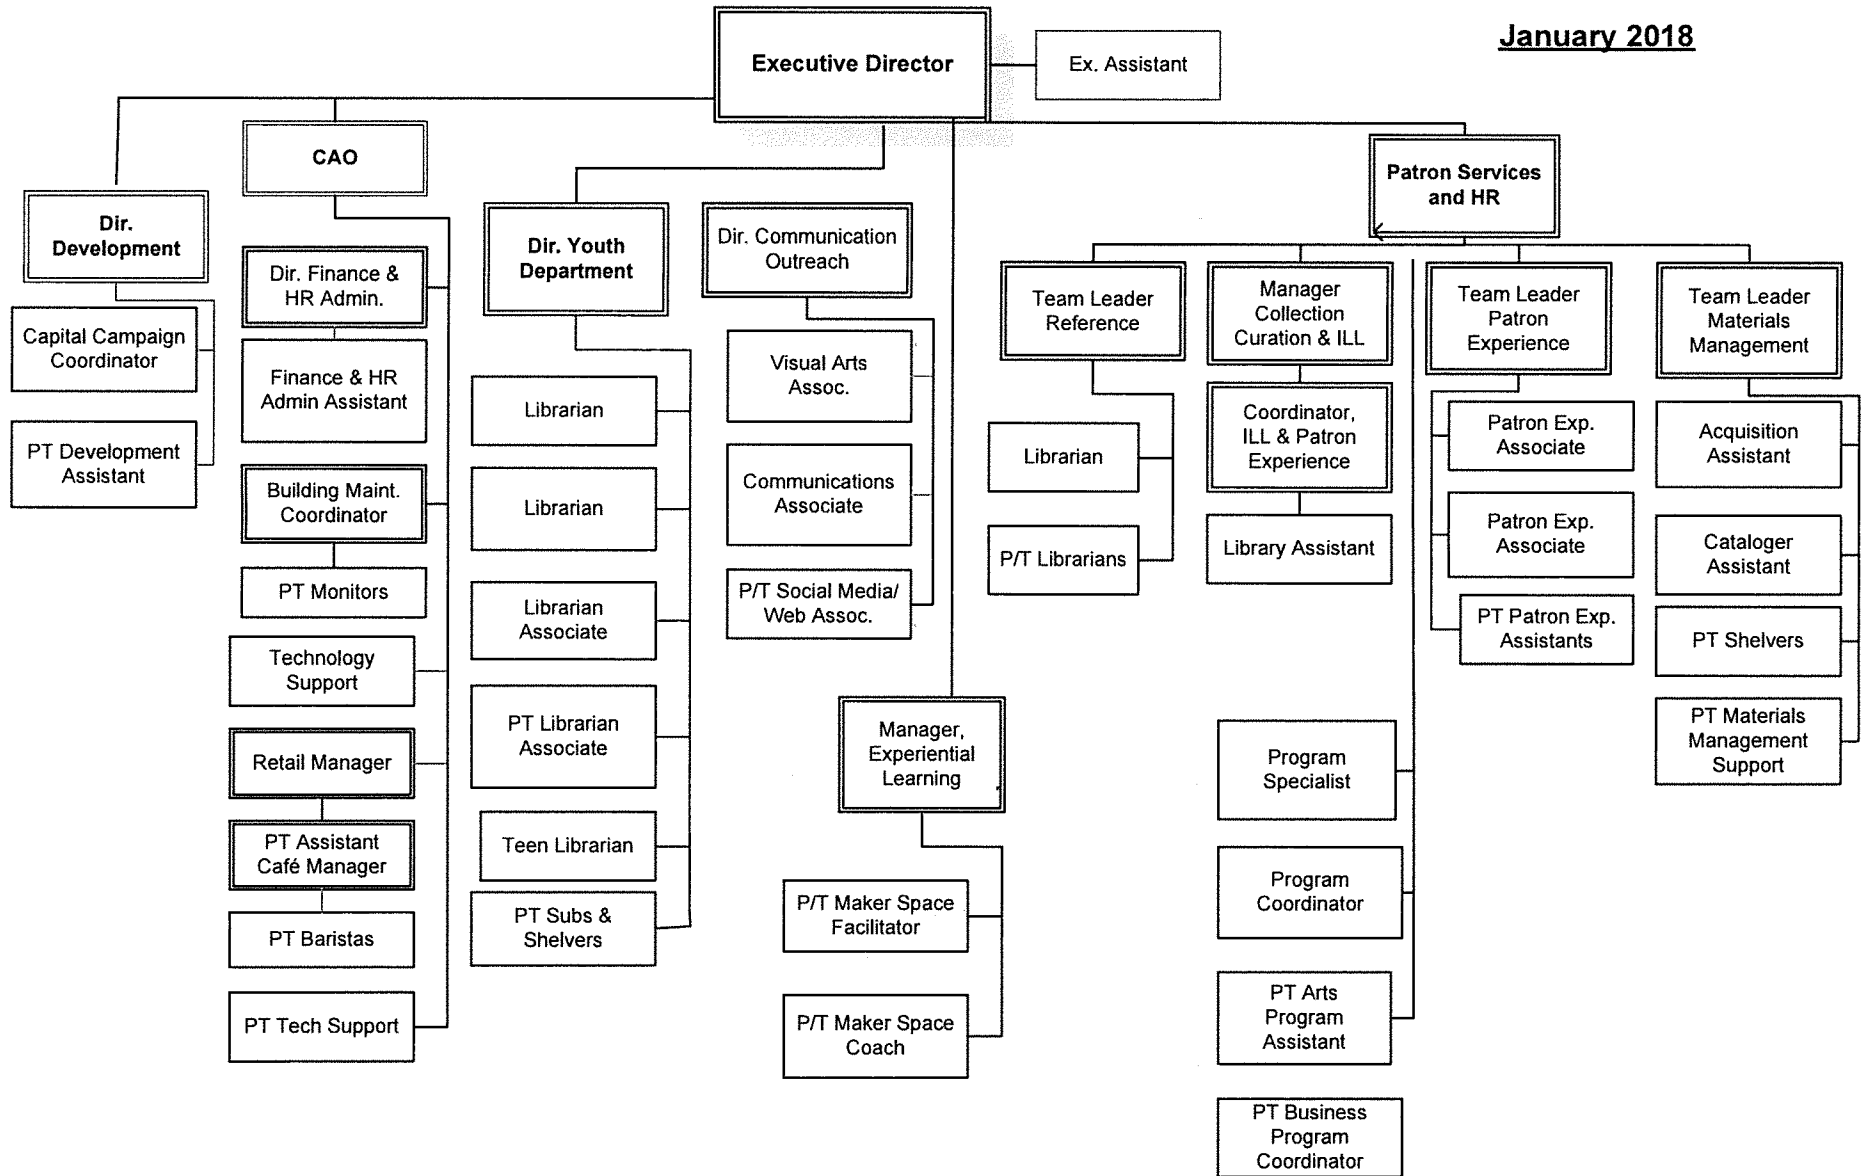 January 2018
Executive Director
Ex. Assistant
CAO
Patron Services
and HR
Dir.
Development
Dir. Youth
Department
Dir. Communication
Outreach
Capital Campaign
Coordinator
PT Development
Assistant
Dir. Finance &
HR Admin.
Finance & HR
Admin Assistant
Building Maint.
Coordinator
PT Monitors
Technology
Support
Retail Manager
PT Assistant
Café Manager
PT Baristas
PT Tech Support
Librarian
Librarian
Librarian
Associate
PT Librarian
Associate
Teen Librarian
PT Subs &
Shelvers
Visual Arts
Assoc.
Communications
Associate
P/T Social Media/
Web Assoc.
Manager,
Experiential
Learning
P/T Maker Space
Facilitator
P/T Maker Space
Coach
Team Leader
Reference
Librarian
P/T Librarians
Manager
Collection
Curation & ILL
Coordinator,
ILL & Patron
Experience
Library Assistant
Program
Specialist
Program
Coordinator
PT Arts
Program
Assistant
PT Business
Program
Coordinator
Team Leader
Patron
Experience
Patron Exp.
Associate
Patron Exp.
Associate
PT Patron Exp.
Assistants
Team Leader
Materials
Management
Acquisition
Assistant
Cataloger
Assistant
PT Shelvers
PT Materials
Management
Support